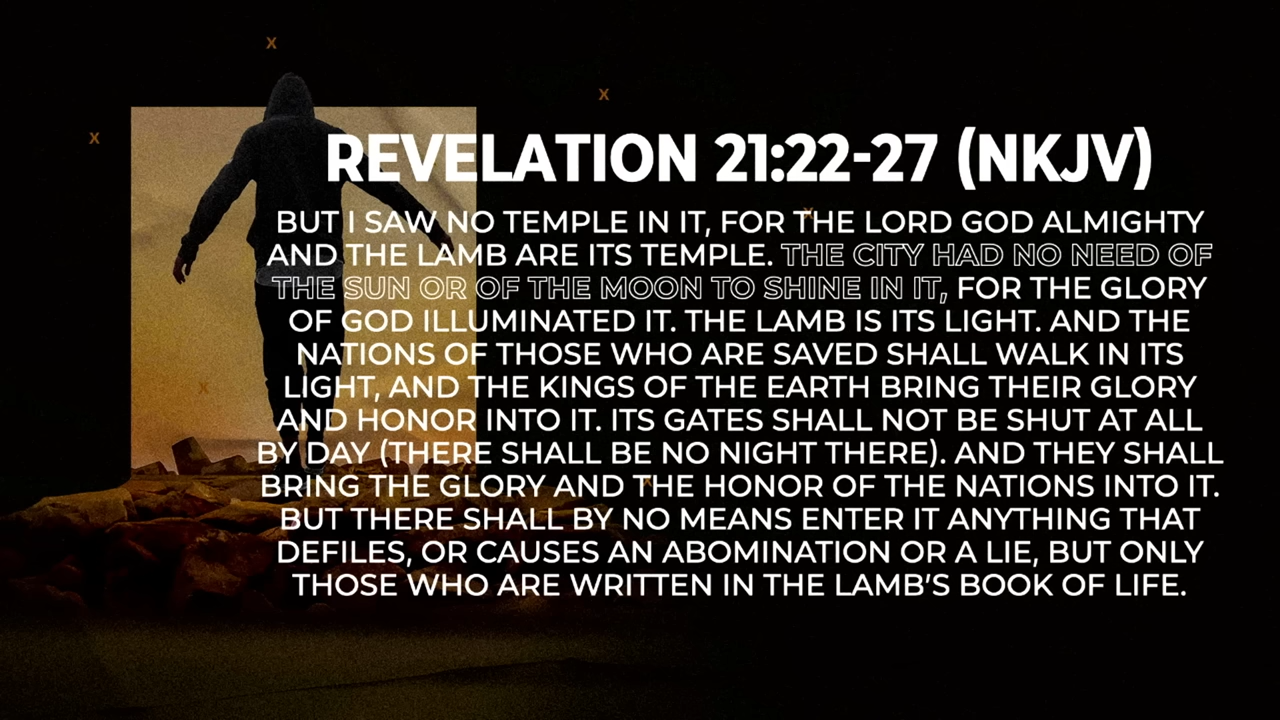 REVELATION 21:22-27 (NKJV)
BUT I SAW NO TEMPLE IN IT, FOR THE LORD GOD ALMIGHTY
AND THE LAMB ARE ITS TEMPLE. THE CITY HAD NO NEED OF
THE SUN OR OF THE MOON TO SHINE IN IT, FOR THE GLORY
OF GOD ILLUMINATED IT. THE LAMB IS ITS LIGHT. AND THE
NATIONS OF THOSE WHO ARE SAVED SHALL WALK IN ITS
LIGHT, AND THE KINGS OF THE EARTH BRING THEIR GLORY
AND HONOR INTO IT. ITS GATES SHALL NOT BE SHUT AT ALL
BY DAY (THERE SHALL BE NO NIGHT THERE). AND THEY SHALL
BRING THE GLORY AND THE HONOR OF THE NATIONS INTO IT.
BUT THERE SHALL BY NO MEANS ENTER IT ANYTHING THAT
DEFILES, OR CAUSES AN ABOMINATION OR A LIE, BUT ONLY
THOSE WHO ARE WRITTEN IN THE LAMB'S BOOK OF LIFE.